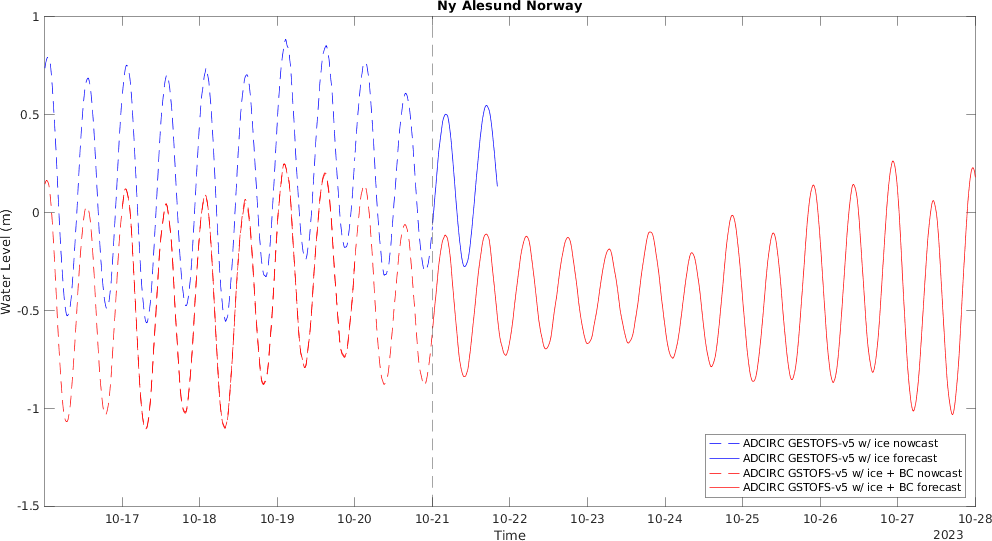 Ny Alesund Norway
1
0.5
0
-0.5
-1
-1.5
Water Level (m)
ADCIRC GESTOFS-v5 w/ ice nowcast
ADCIRC GESTOFS-v5 w/ ice forecast
ADCIRC GSTOFS-v5 w/ ice + BC nowcast
ADCIRC GSTOFS-v5 w/ ice + BC forecast
10-17 10-18 10-19 10-20 10-21 10-22 10-23 10-24 10-25 10-26 10-27 10-28
Time
2023